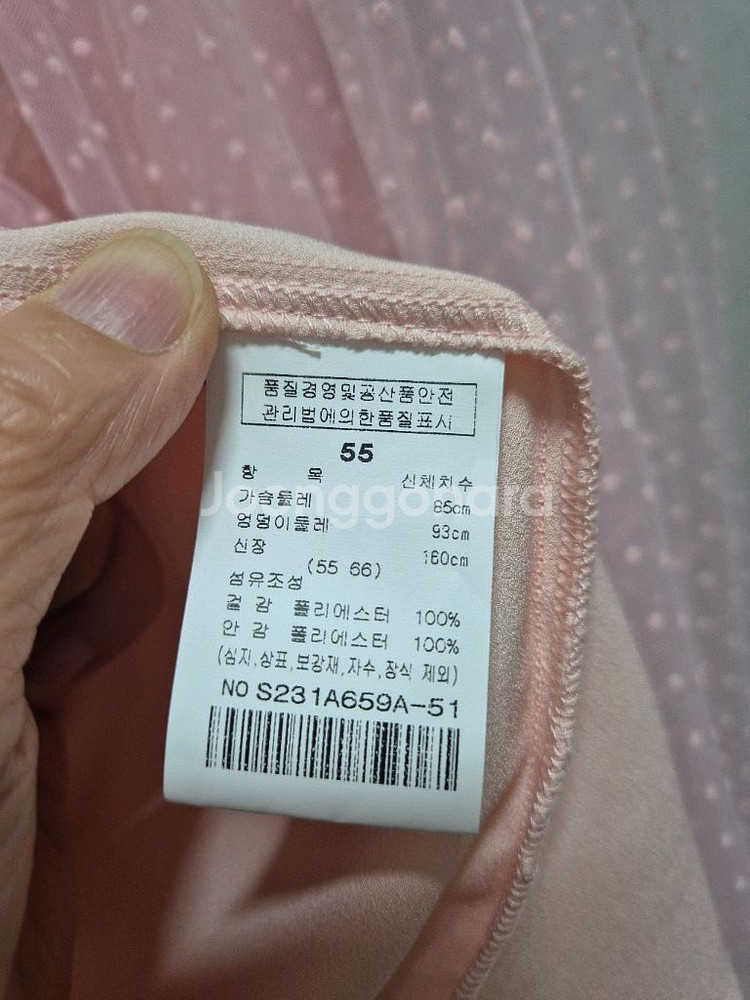 품질경영및공산품안전
관리법에의한품질표시
55
항 목 신체치수
가슴둘레 85cm
엉덩이둘레 93cm
신장 160cm
(55 66)
섬유조성
겉 감 폴리에스터 100%
안 감 폴리에스터 100%
(심지,상표,보강재,자수,장식 제외)
NO S231A659A-51
Joonggonara